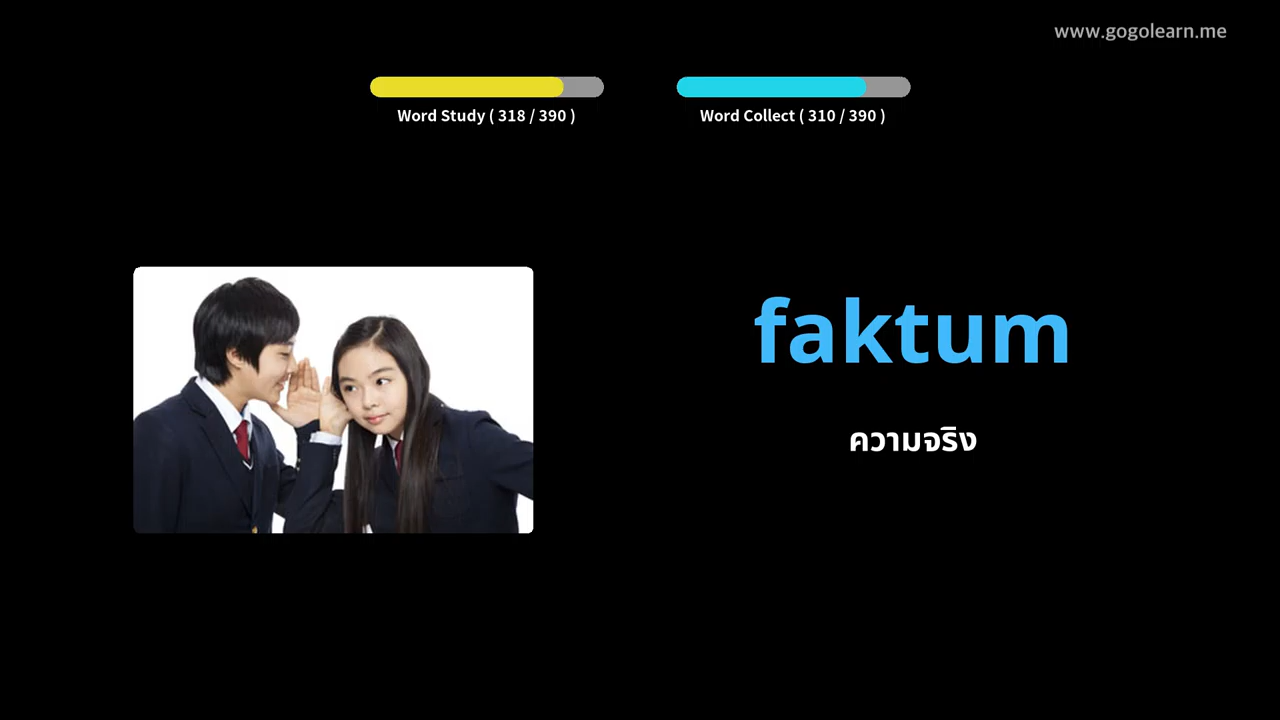 www.gogolearn.me
Word Study ( 318 / 390 )
Word Collect ( 310 / 390 )
faktum
ความจริง